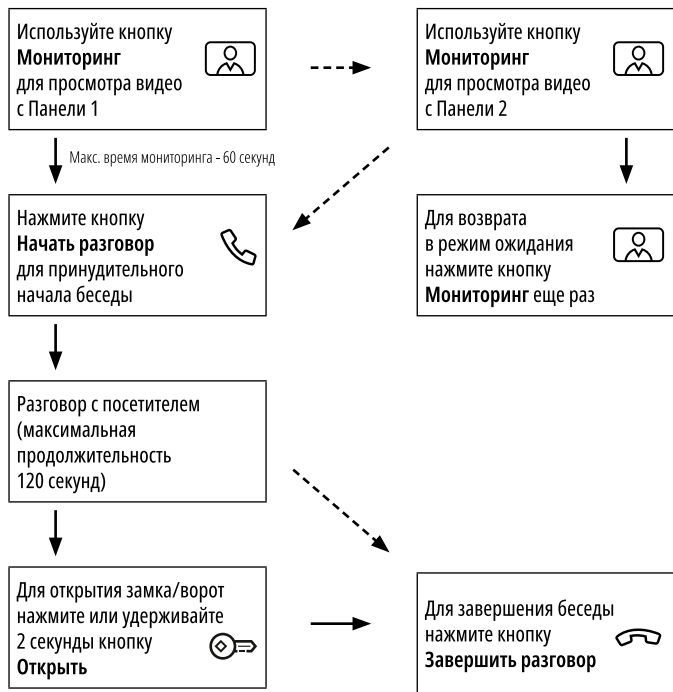 Используйте кнопку
Мониторинг
для просмотра видео
с Панели 1
Используйте кнопку
Мониторинг
для просмотра видео
с Панели 2
Макс. время мониторинга - 60 секунд
Нажмите кнопку
Начать разговор
для принудительного
начала беседы
Для возврата
в режим ожидания
нажмите кнопку
Мониторинг еще раз
Разговор с посетителем
(максимальная
продолжительность
120 секунд)
Для открытия замка/ворот
нажмите или удерживайте
2 секунды кнопку
Открыть
Для завершения беседы
нажмите кнопку
Завершить разговор